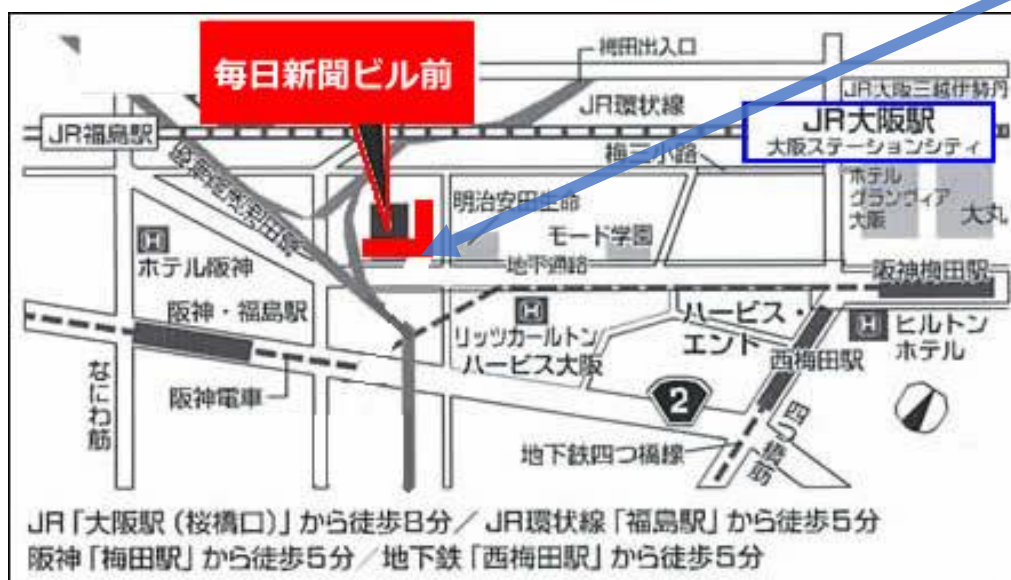 毎日新聞ビル前
梅田出入口
JR大阪三越伊勢丹
JR環状線
JR大阪駅
大阪ステーションシティ
JR福島駅
梅三小路
阪神高速池田線
ホテル
グランヴィア
大阪
大丸
明治安田生命
モード学園
H
ホテル阪神
地下通路
阪神梅田駅
阪神・福島駅
H
リッツカールトン
ハービス大阪
ハービス・
エント
H
ヒルトン
ホテル
西梅田駅
なにわ筋
阪神電車
2
四つ橋筋
地下鉄四つ橋線
JR「大阪駅（桜橋口）」から徒歩8分／JR環状線「福島駅」から徒歩5分
阪神「梅田駅」から徒歩5分／地下鉄「西梅田駅」から徒歩5分